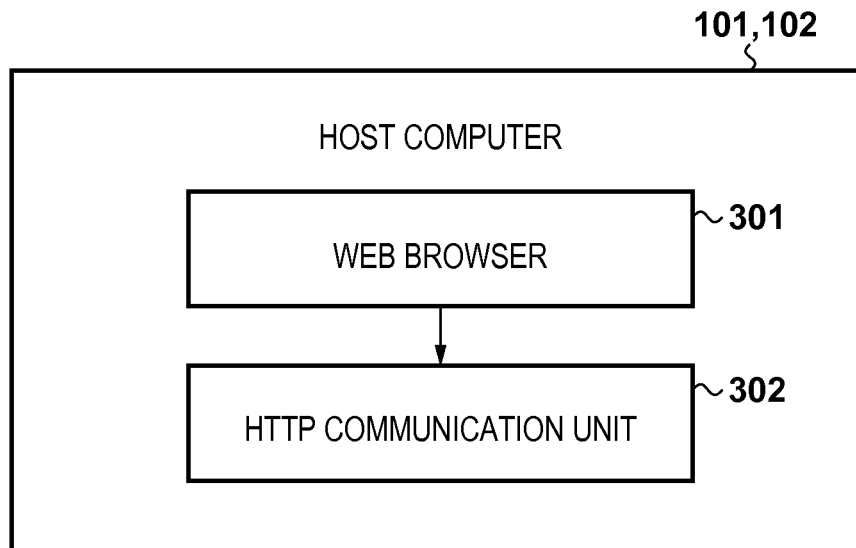 101,102
HOST COMPUTER
301
WEB BROWSER
302
HTTP COMMUNICATION UNIT